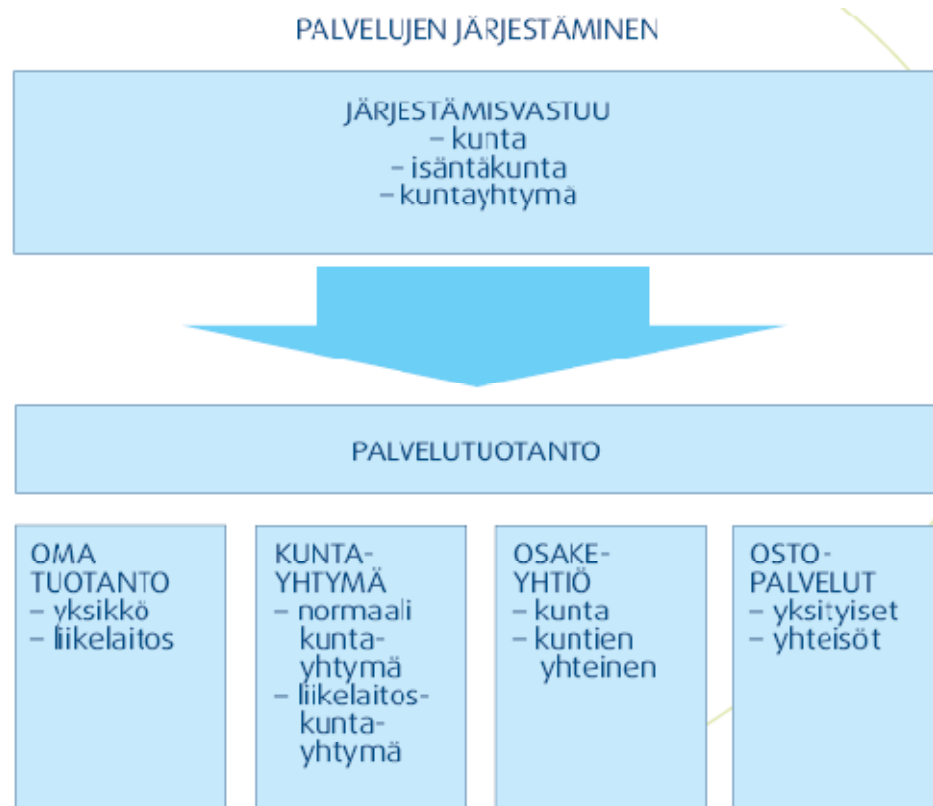 PALVELUJEN JÄRJESTÄMINEN
JÄRJESTÄMISVASTUU
– kunta
– isäntäkunta
– kuntayhtymä
PALVELUTUOTANTO
OMA
TUOTANTO
– yksikkö
– liikelaitos
KUNTA-
YHTYMÄ
– normaali
kunta-
yhtymä
– liikelaitos-
kunta-
yhtymä
OSAKE-
YHTIÖ
– kunta
– kuntien
yhteinen
OSTO-
PALVELUT
– yksityiset
– yhteisöt